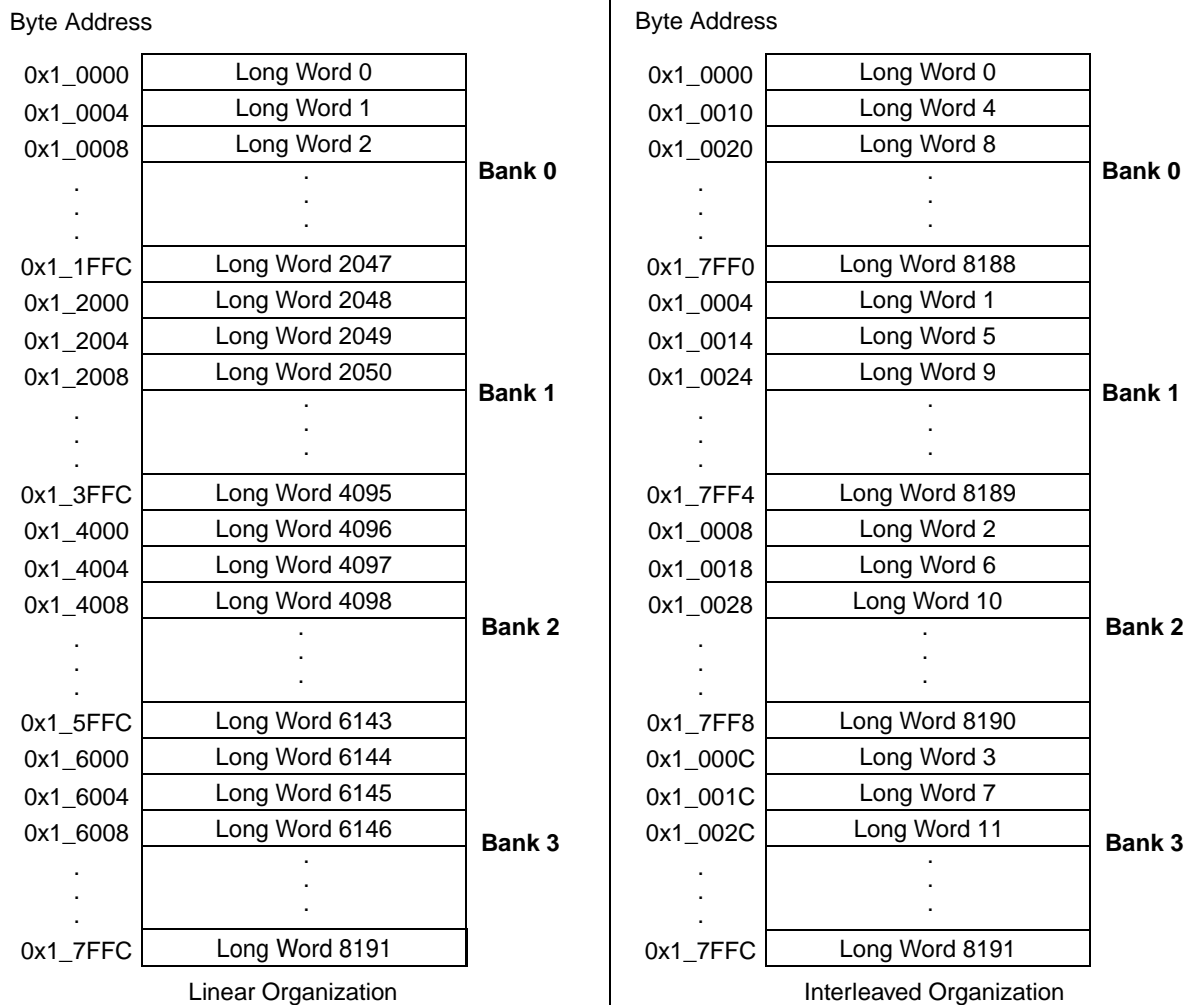 Byte Address
0x1_0000 Long Word 0
0x1_0004 Long Word 1
0x1_0008 Long Word 2
Bank 0
.
.
.
0x1_1FFC Long Word 2047
0x1_2000 Long Word 2048
0x1_2004 Long Word 2049
0x1_2008 Long Word 2050
Bank 1
.
.
.
0x1_3FFC Long Word 4095
0x1_4000 Long Word 4096
0x1_4004 Long Word 4097
0x1_4008 Long Word 4098
Bank 2
.
.
.
0x1_5FFC Long Word 6143
0x1_6000 Long Word 6144
0x1_6004 Long Word 6145
0x1_6008 Long Word 6146
Bank 3
.
.
.
0x1_7FFC Long Word 8191
Linear Organization
Byte Address
0x1_0000 Long Word 0
0x1_0010 Long Word 4
0x1_0020 Long Word 8
Bank 0
.
.
.
0x1_7FF0 Long Word 8188
0x1_0004 Long Word 1
0x1_0014 Long Word 5
0x1_0024 Long Word 9
Bank 1
.
.
.
0x1_7FF4 Long Word 8189
0x1_0008 Long Word 2
0x1_0018 Long Word 6
0x1_0028 Long Word 10
Bank 2
.
.
.
0x1_7FF8 Long Word 8190
0x1_000C Long Word 3
0x1_001C Long Word 7
0x1_002C Long Word 11
Bank 3
.
.
.
0x1_7FFC Long Word 8191
Interleaved Organization